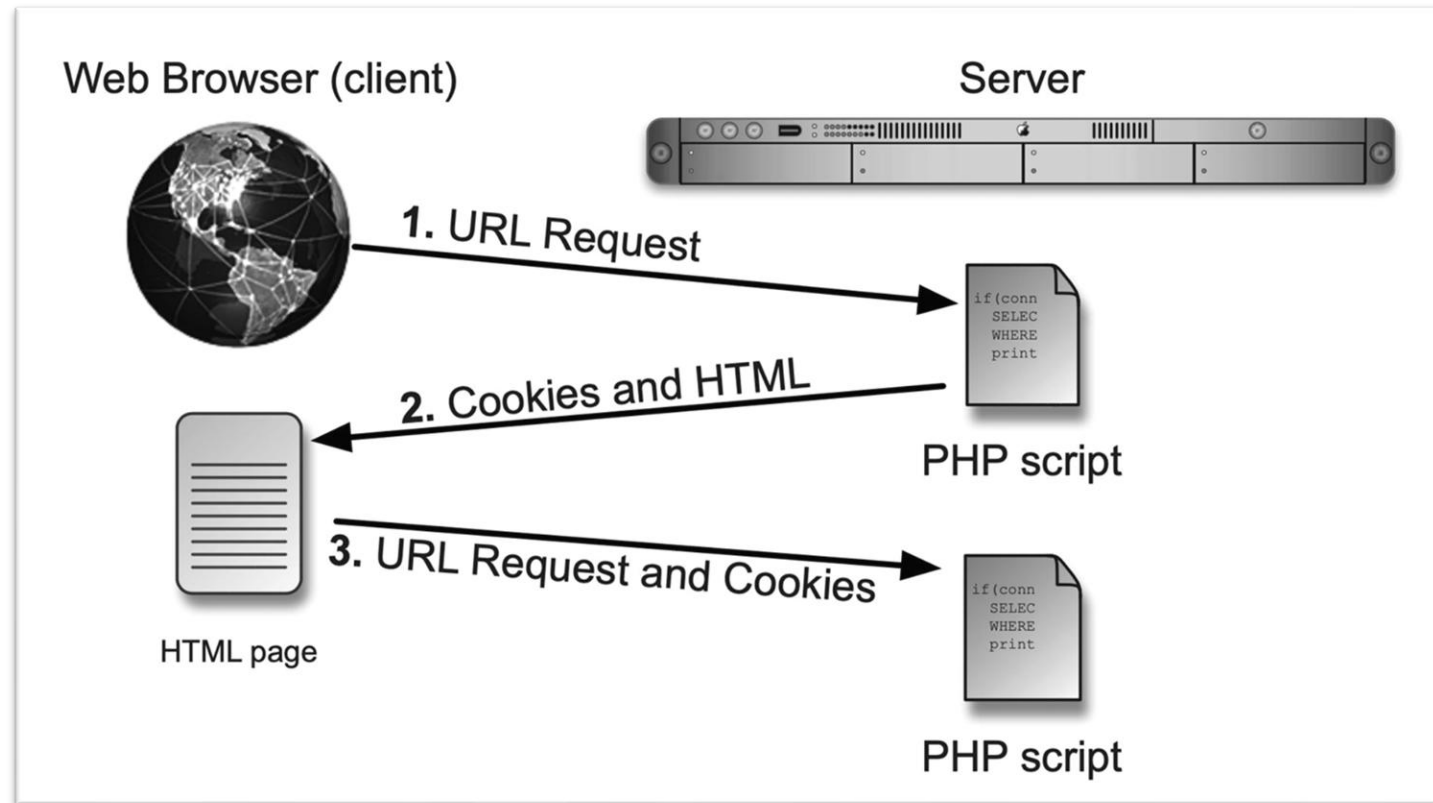 Web Browser (client)
Server
1. URL Request
if(conn
SELEC
WHERE
print
2. Cookies and HTML
PHP script
3. URL Request and Cookies
if(conn
SELEC
WHERE
print
HTML page
PHP script